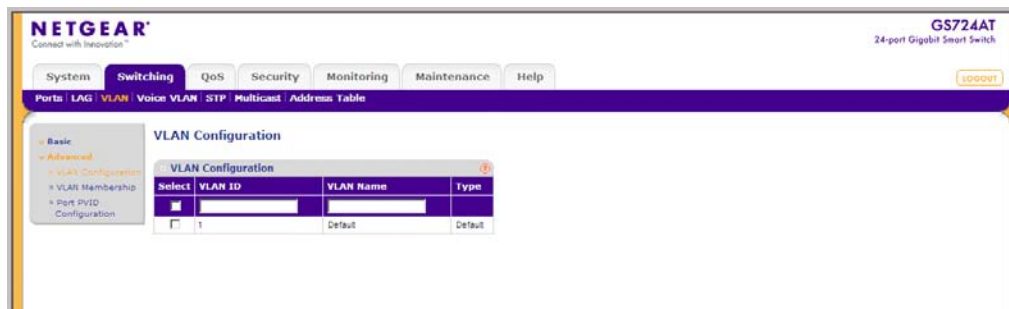 NETGEAR
Connect with Innovation™
GS724AT
24-port Gigabit Smart Switch
System Switching QoS Security Monitoring Maintenance Help
LOGOUT
Ports LAG VLAN Voice VLAN STP Multicast Address Table
Basic
Advanced
VLAN Configuration
VLAN Membership
Port PVID
Configuration
VLAN Configuration
VLAN Configuration
Select VLAN ID VLAN Name Type
1 Default Default